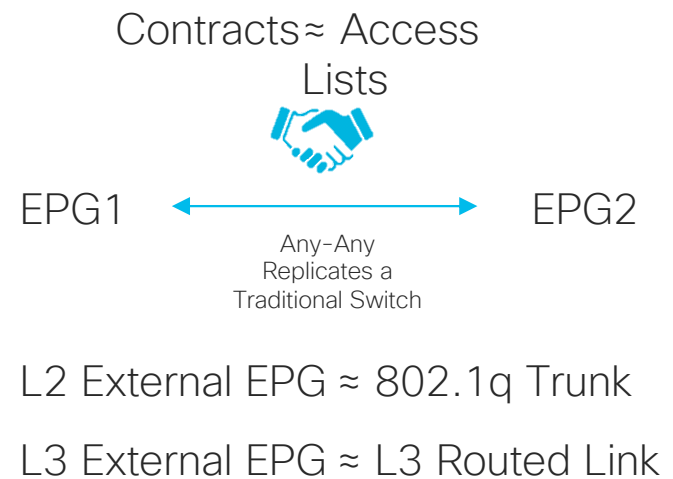 Contracts≈ Access
Lists
EPG1
EPG2
Any-Any
Replicates a
Traditional Switch
L2 External EPG ≈ 802.1q Trunk
L3 External EPG ≈ L3 Routed Link